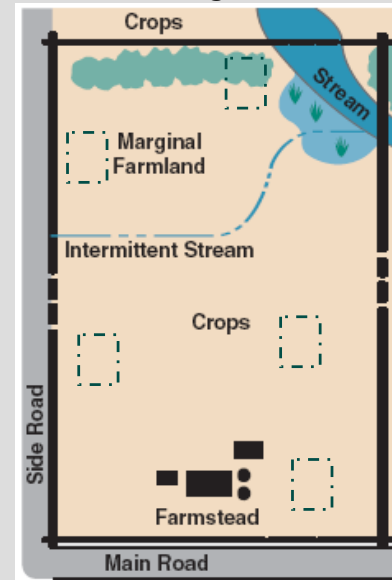 Crops
Stream
Marginal
Farmland
Intermittent Stream
Crops
Side Road
Farmstead
Main Road